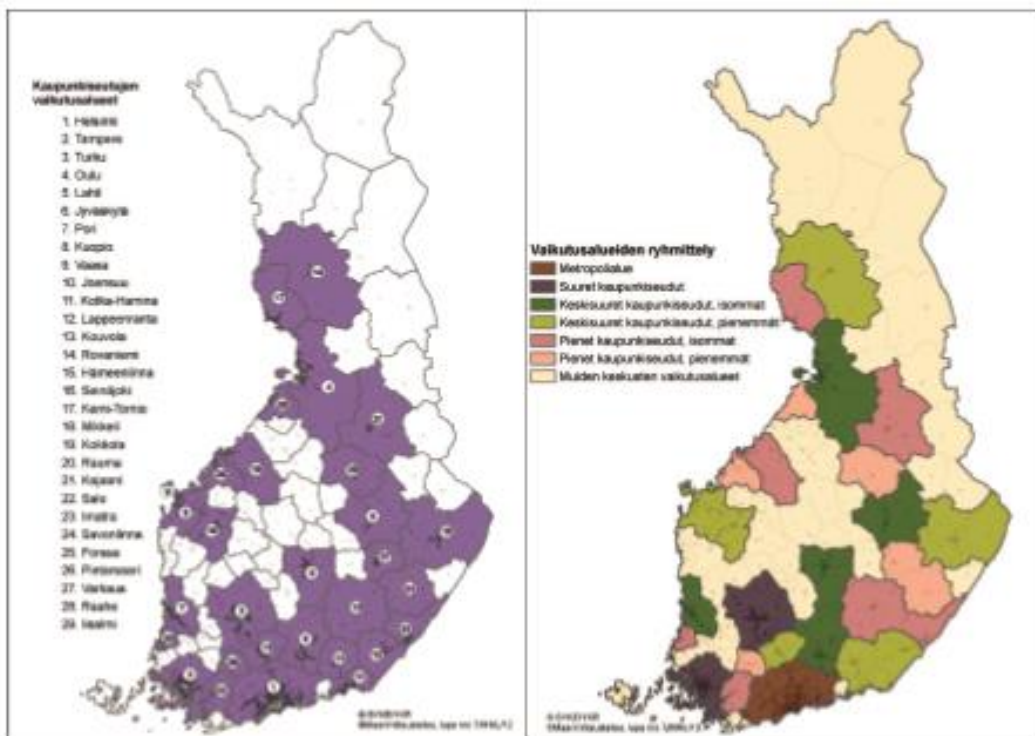 Kaupunkiseutujen
vaikutusalueet
1. Helsinki
2. Tampere
3. Turku
4. Oulu
5. Lahti
6. Jyväskylä
7. Pori
8. Kuopio
9. Vaasa
10. Joensuu
11. Kotka-Hamina
12. Lappeenranta
13. Kouvola
14. Rovaniemi
15. Hämeenlinna
16. Seinäjoki
17. Kemi-Tornio
18. Mikkeli
19. Kokkola
20. Rauma
21. Kajaani
22. Salo
23. Imatra
24. Savonlinna
25. Forssa
26. Pietarsaari
27. Varkaus
28. Raahe
29. Iisalmi
Vaikutusalueiden ryhmittely
Metropolialue
Suuret kaupunkiseudut
Keskisuuret kaupunkiseudut, isommat
Keskisuuret kaupunkiseudut, pienemmät
Pienet kaupunkiseudut, isommat
Pienet kaupunkiseudut, pienemmät
Muiden keskusten vaikutusalueet